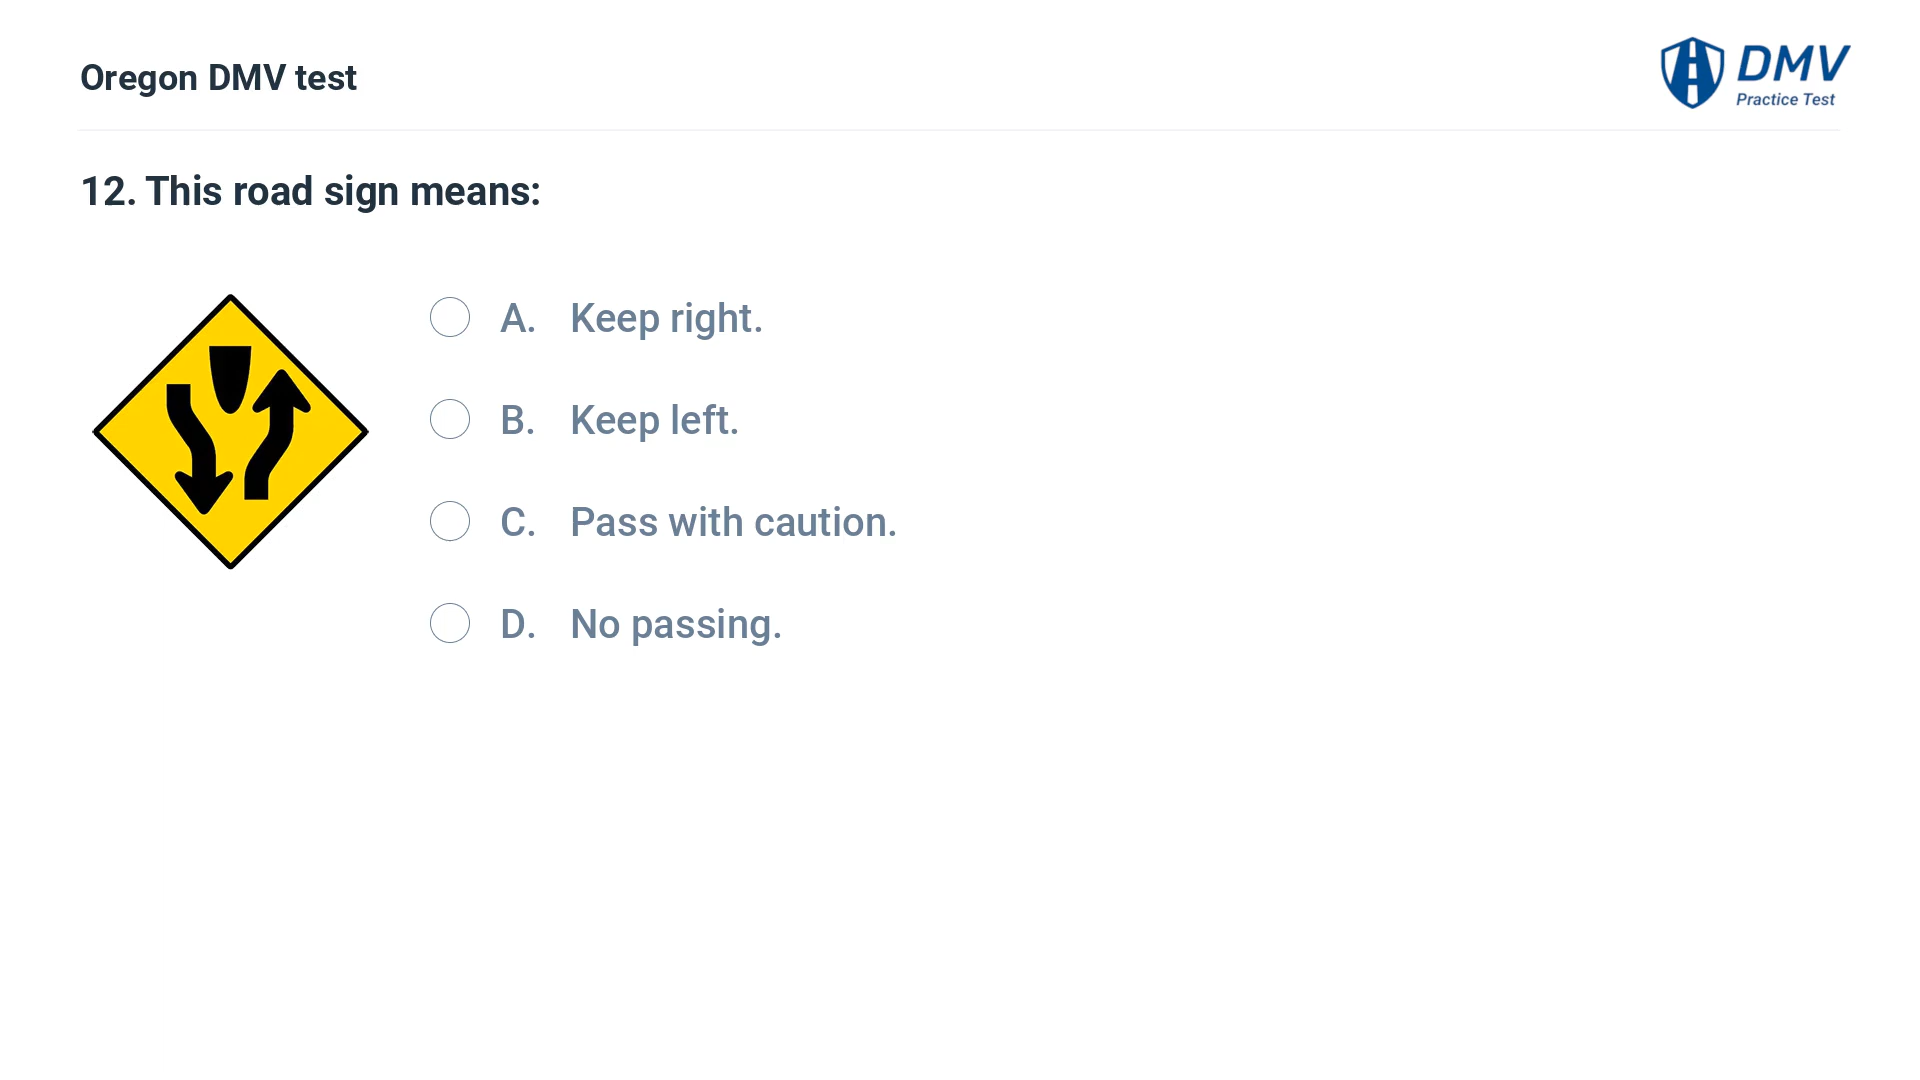 Oregon DMV test
DMV
Practice Test
12. This road sign means:
A. Keep right.
B. Keep left.
C. Pass with caution.
D. No passing.